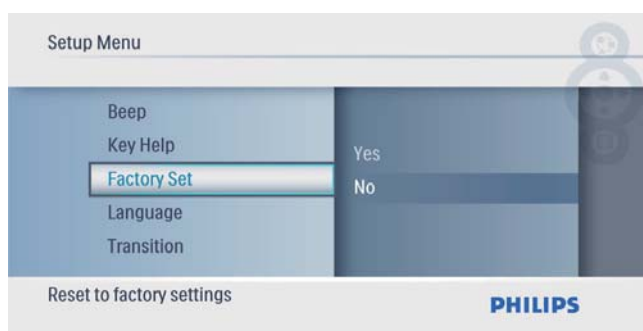 Setup Menu
Beep
Key Help
Factory Set
Language
Transition
Yes
No
Reset to factory settings
PHILIPS